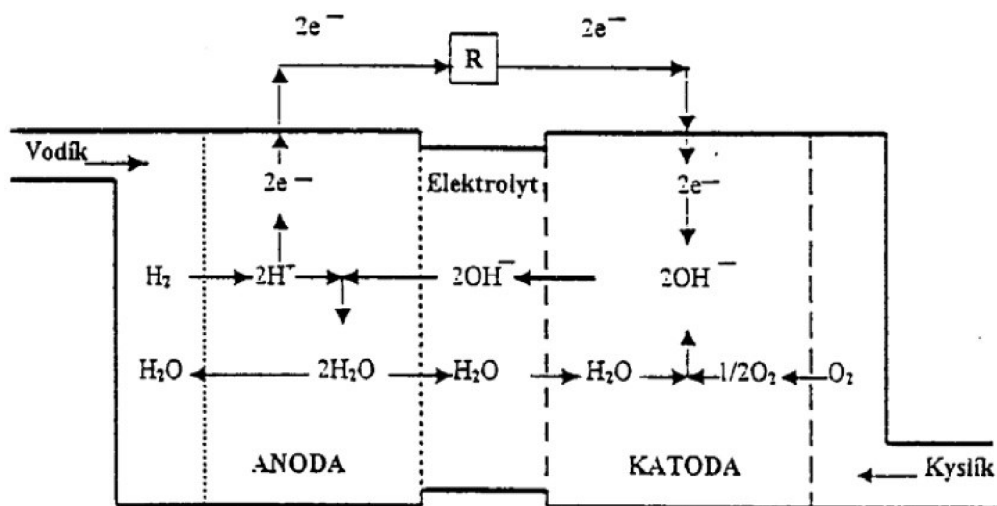 2e⁻ R 2e⁻
Vodík
2e⁻ Elektrolyt 2e⁻
H₂ 2H⁺ 2OH⁻ 2OH⁻
H₂O 2H₂O H₂O H₂O 1/2O₂ O₂
ANODA KATODA
Kyslík